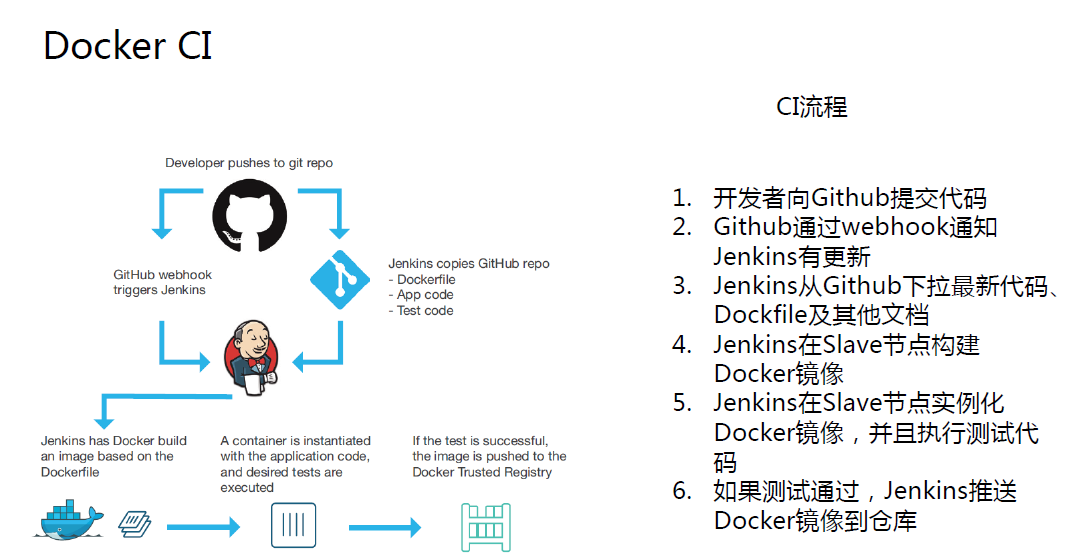 Docker CI
CI流程
Developer pushes to git repo
GitHub webhook
triggers Jenkins
Jenkins copies GitHub repo
- Dockerfile
- App code
- Test code
Jenkins has Docker build
an image based on the
Dockerfile
A container is instantiated
with the application code,
and desired tests are
executed
If the test is successful,
the image is pushed to the
Docker Trusted Registry
1. 开发者向Github提交代码
2. Github通过webhook通知
Jenkins有更新
3. Jenkins从Github下拉最新代码、
Dockfile及其他文档
4. Jenkins在Slave节点构建
Docker镜像
5. Jenkins在Slave节点实例化
Docker镜像，并且执行测试代
码
6. 如果测试通过，Jenkins推送
Docker镜像到仓库